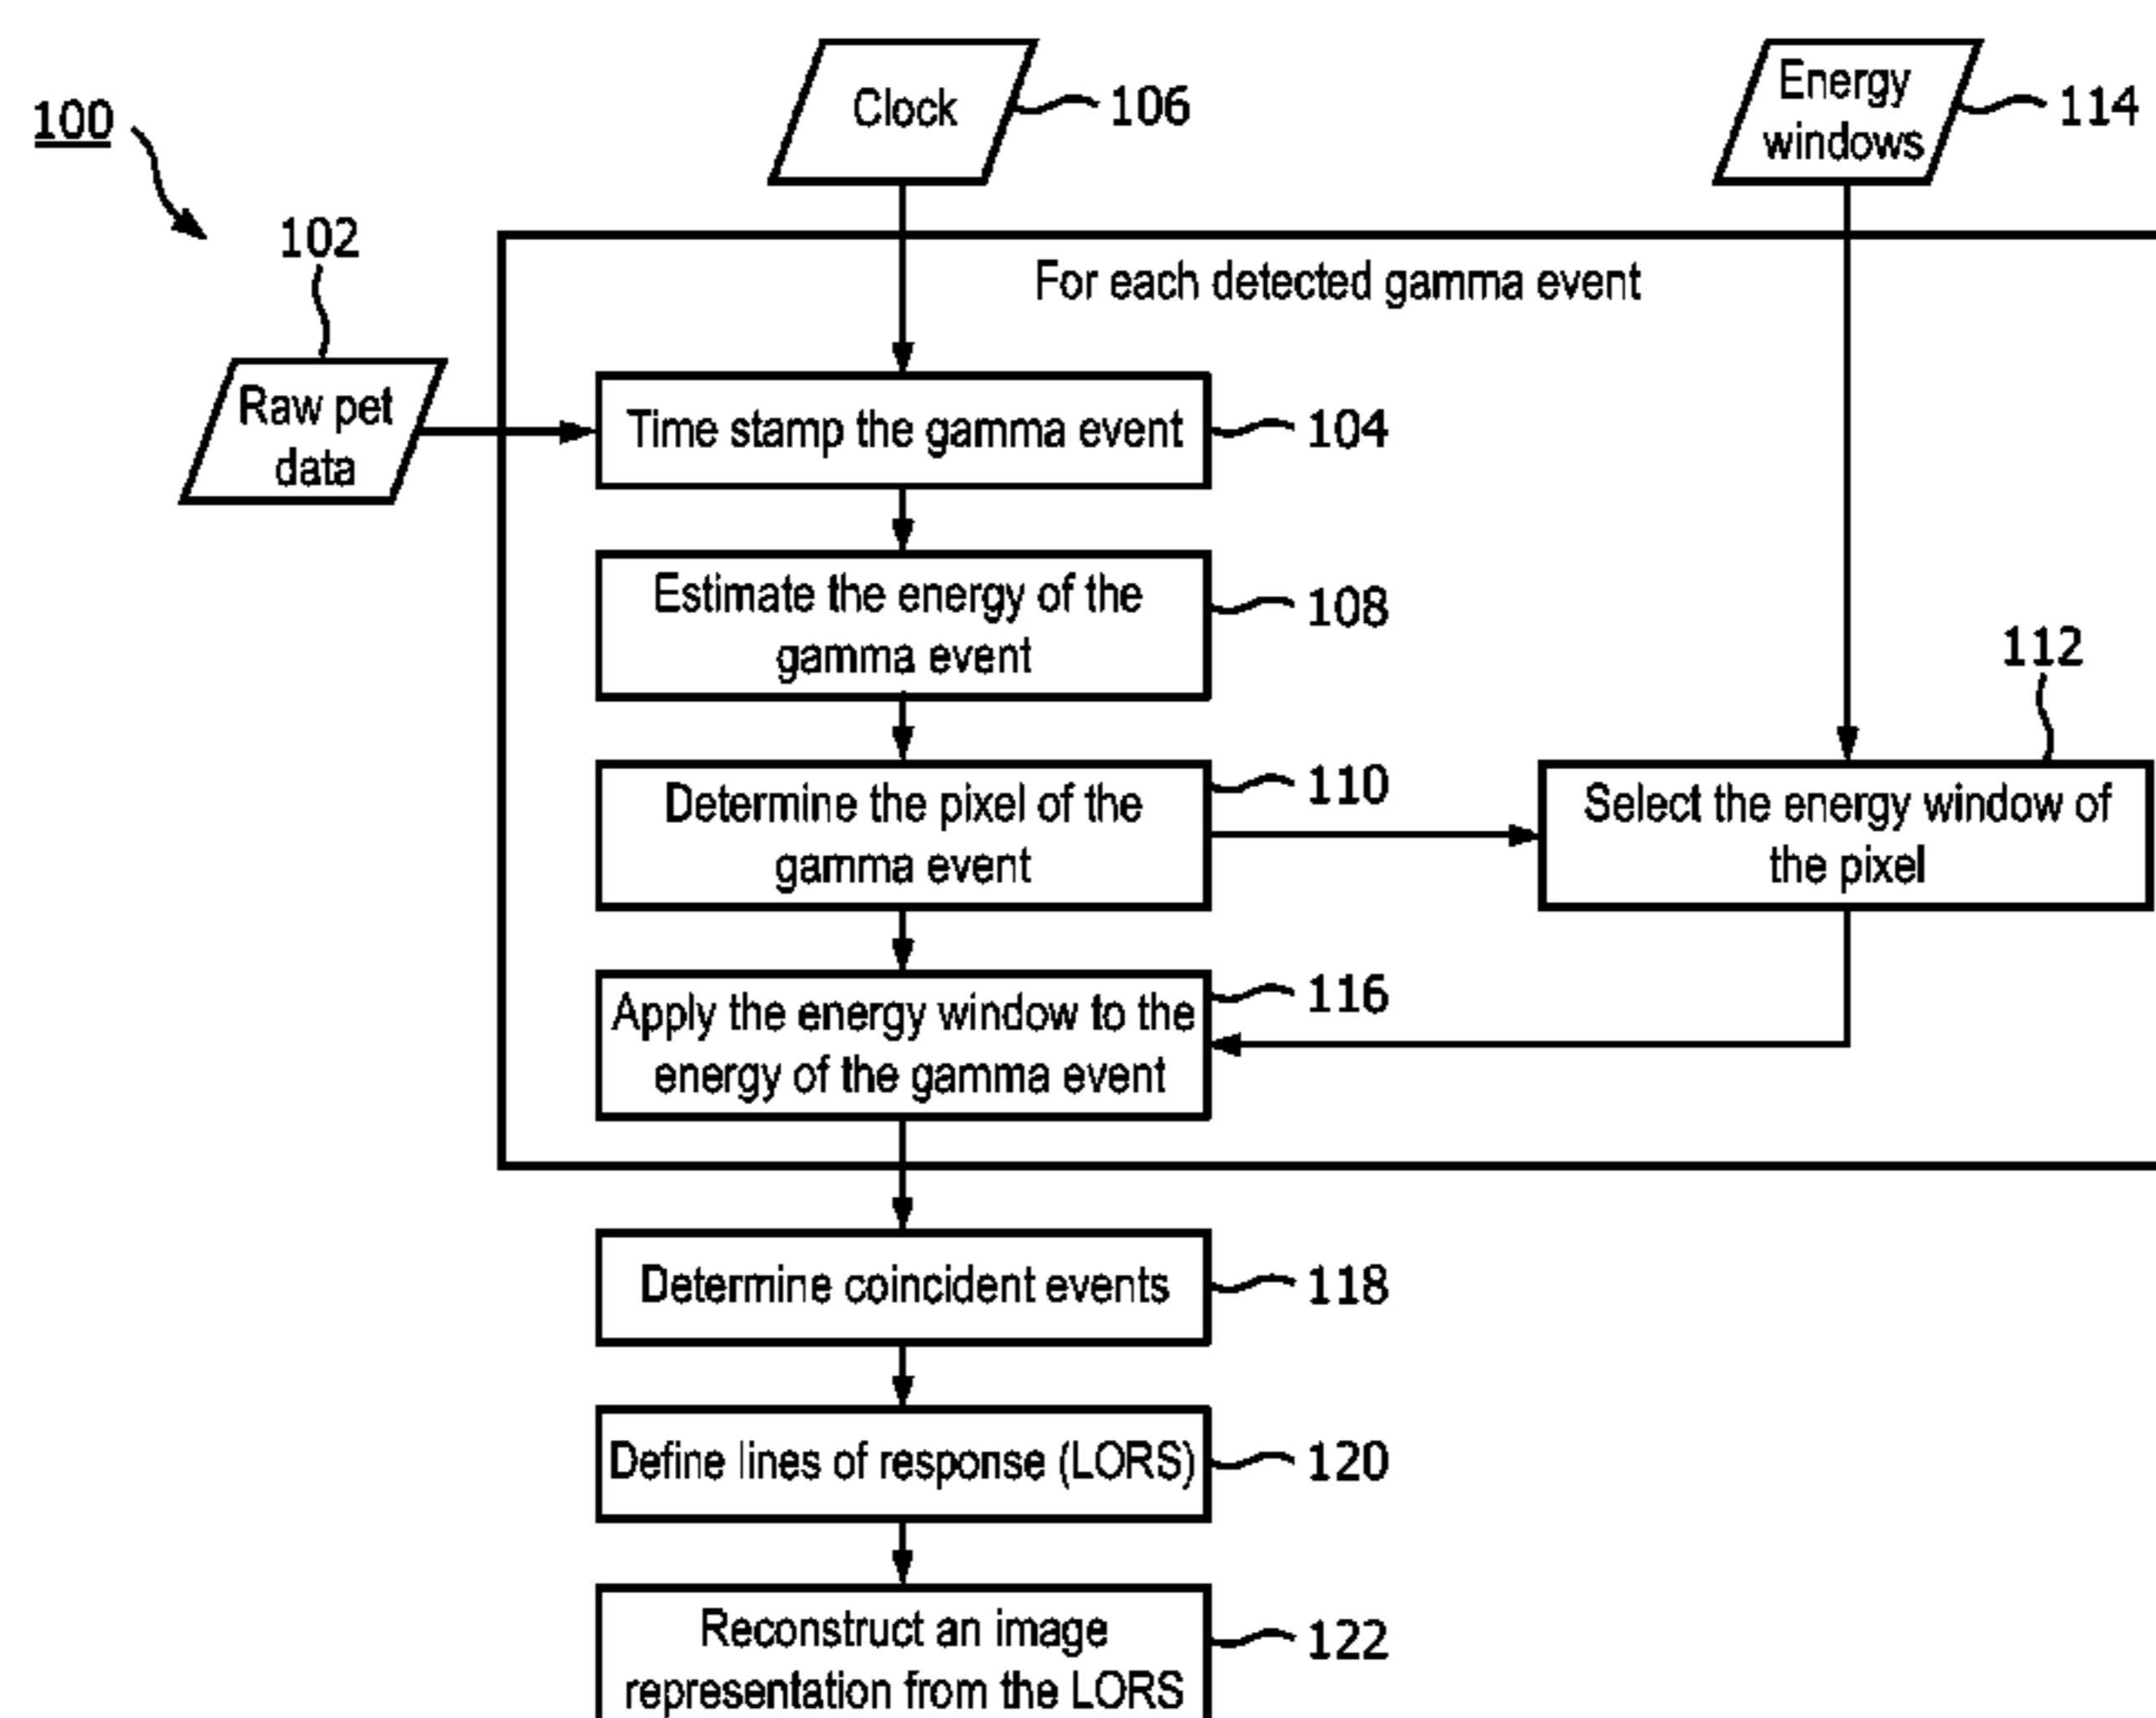 100
Clock
106
Energy
windows
114
102
For each detected gamma event
Raw pet
data
Time stamp the gamma event
104
Estimate the energy of the
gamma event
108
112
Determine the pixel of the
gamma event
110
Select the energy window of
the pixel
Apply the energy window to the
energy of the gamma event
116
Determine coincident events
118
Define lines of response (LORS)
120
Reconstruct an image
representation from the LORS
122